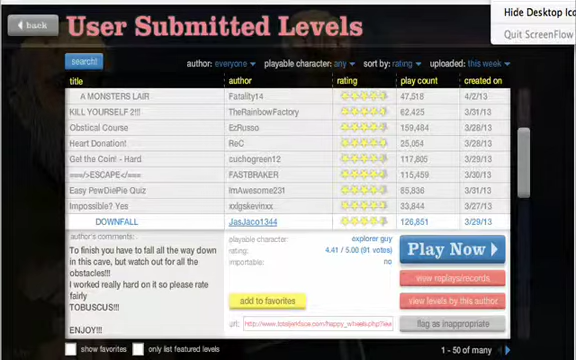 back
User Submitted Levels
Hide Desktop Ico
Quit ScreenFlow
search!
author: everyone
playable character: any
sort by: rating
uploaded: this week
title author rating play count created on
A MONSTERS LAIR Fatality14 47,518 4/2/13
KILL YOURSELF 2!!! TheRainbowFactory 62,425 3/31/13
Obstical Course EzRusso 159,484 3/28/13
Heart Donation! ReC 25,054 3/28/13
Get the Coin! - Hard cuchogreen12 117,805 3/29/13
===/>ESCAPE</=== FASTBRAKER 115,459 3/30/13
Easy PewDiePie Quiz ImAwesome231 3/31/13
Impossible? Yes xxlgskevinxx 33,844 3/27/13
DOWNFALL JasJaco1344 126,851 3/29/13
author's comments:
To finish you have to fall all the way down
in this cave, but watch out for all the
obstacles!!!
I worked really hard on it so please rate
fairly
TOBUSCUS!!!
ENJOY!!!
playable character: explorer guy
rating: 4.41 / 5.00 (91 votes)
importable: no
add to favorites
url:
Play Now
view replays/records
view levels by this author
flag as inappropriate
show favorites
only list featured levels
1 - 50 of many